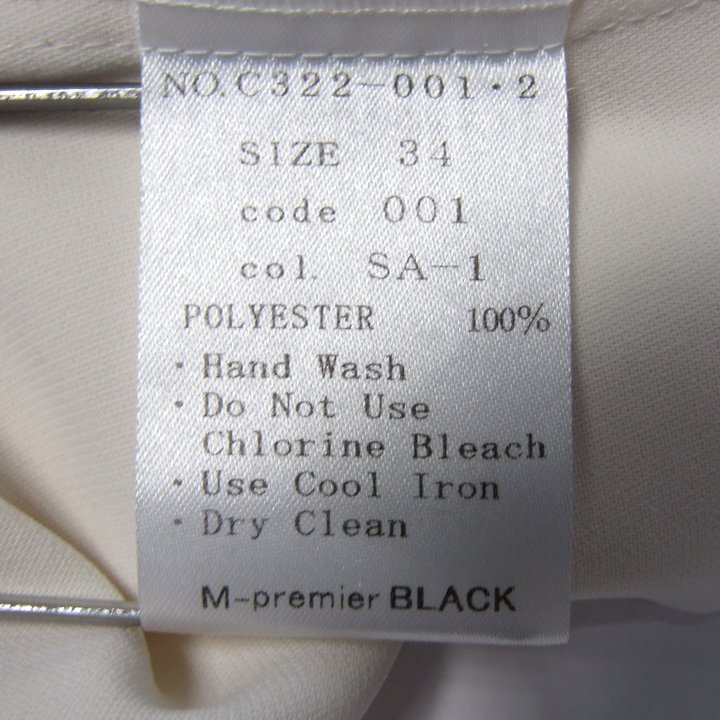 NO.C322-001・2
SIZE 34
code 001
col. SA-1
POLYESTER 100%
・Hand Wash
・Do Not Use
Chlorine Bleach
・Use Cool Iron
・Dry Clean
M-premier BLACK